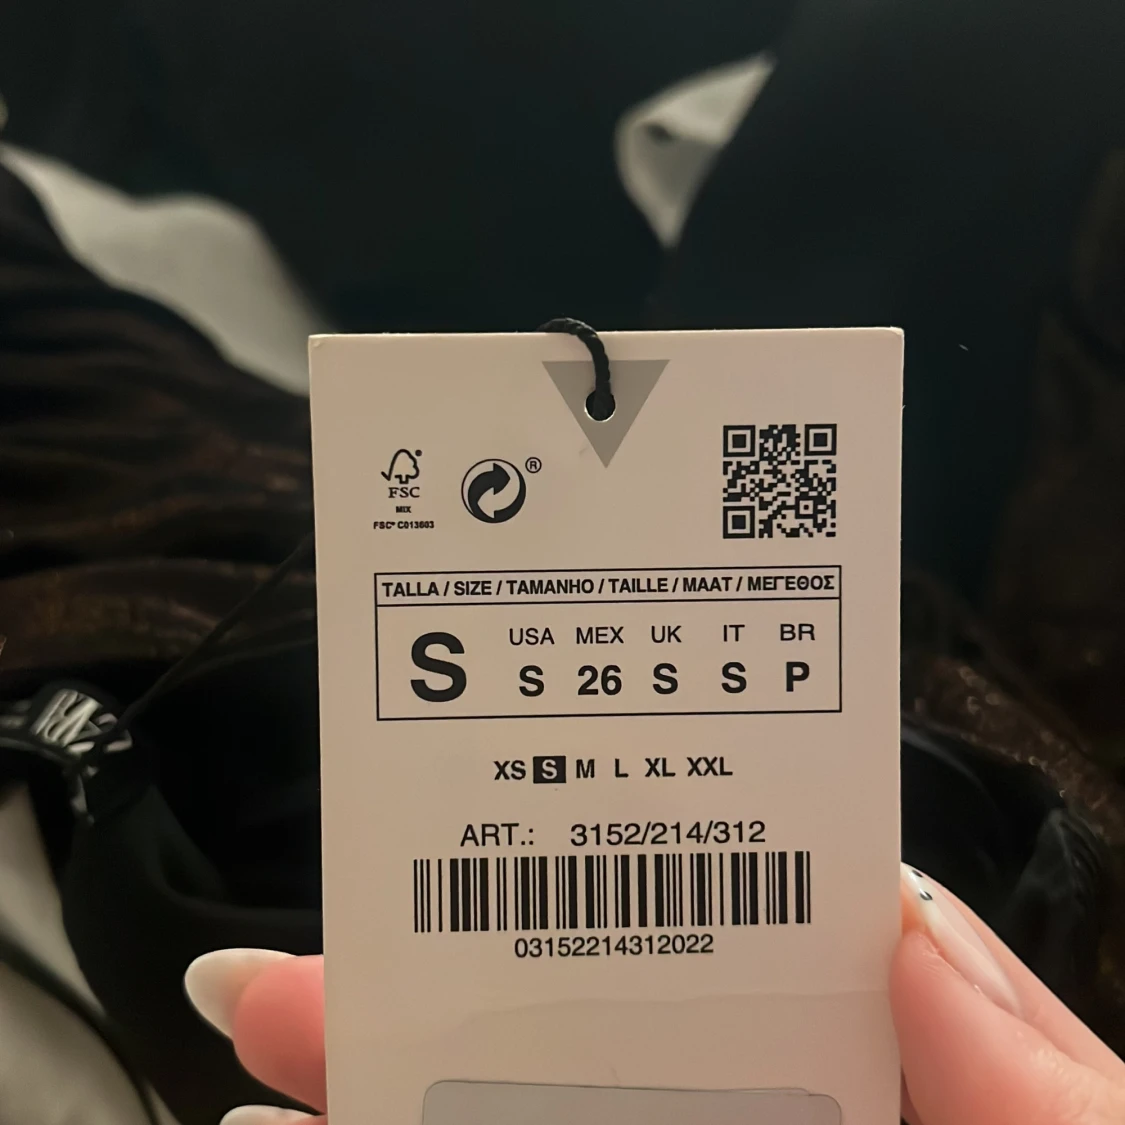 FSC
MIX
FSC® C013603
®
TALLA / SIZE / TAMANHO / TAILLE / MAAT / ΜΕΓΕΘΟΣ
S
USA MEX UK IT BR
S 26 S S P
XS S M L XL XXL
ART.: 3152/214/312
03152214312022